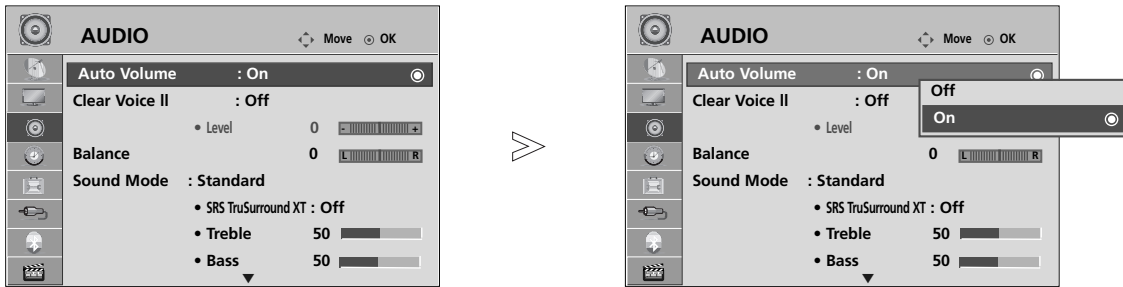 AUDIO
Move ⊙ OK
Auto Volume : On
Clear Voice II : Off
• Level 0 - +
Balance 0 L R
Sound Mode : Standard
• SRS TruSurround XT : Off
• Treble 50
• Bass 50
▼
>
AUDIO
Move ⊙ OK
Auto Volume : On
Off
Clear Voice II : Off
On
• Level
Balance 0 L R
Sound Mode : Standard
• SRS TruSurround XT : Off
• Treble 50
• Bass 50
▼